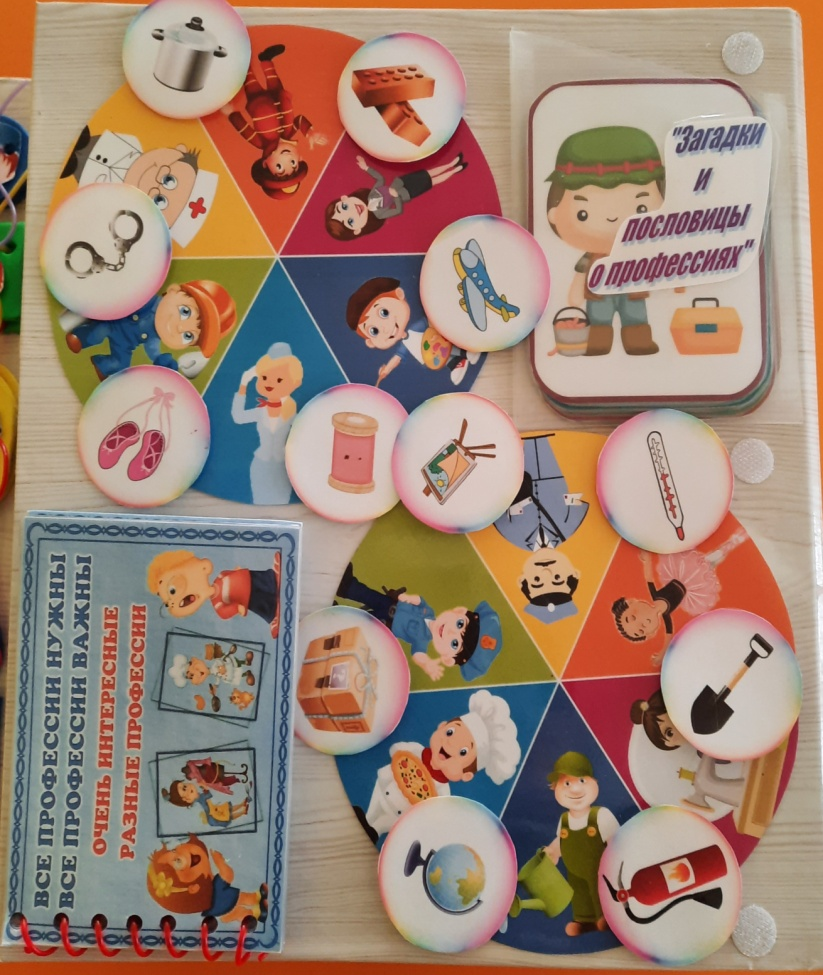 "Загадки
и
пословицы
о профессиях"
ВСЕ ПРОФЕССИИ НУЖНЫ
ВСЕ ПРОФЕССИИ ВАЖНЫ
ОЧЕНЬ ИНТЕРЕСНЫЕ
РАЗНЫЕ ПРОФЕССИИ